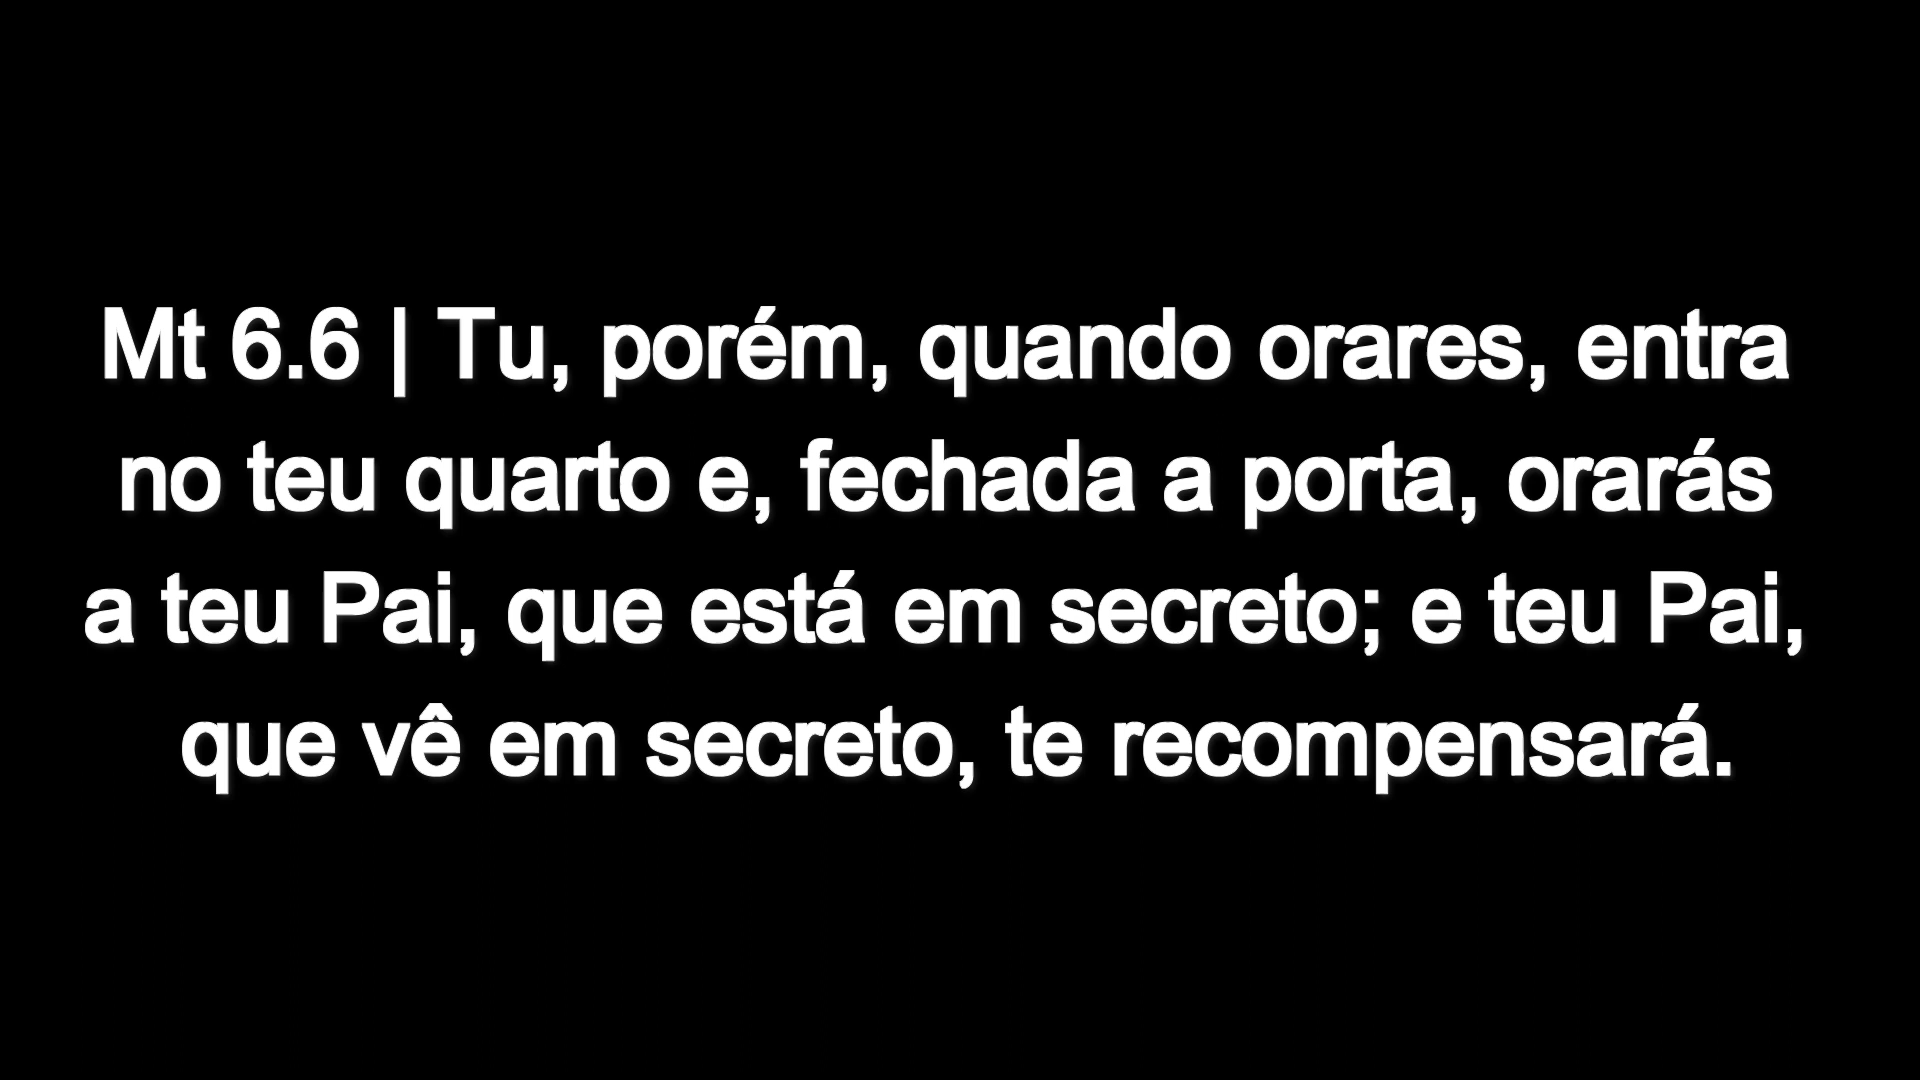 Mt 6.6 | Tu, porém, quando orares, entra
no teu quarto e, fechada a porta, orarás
a teu Pai, que está em secreto; e teu Pai,
que vê em secreto, te recompensará.